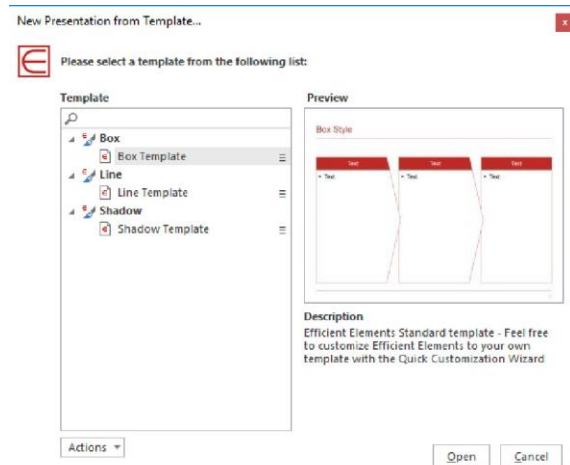 New Presentation from Template...
x
Please select a template from the following list:
Template
Box
Box Template
Line
Line Template
Shadow
Shadow Template
Actions
Preview
Box Style
Text Text Text
• Text • Text • Text
Description
Efficient Elements Standard template - Feel free
to customize Efficient Elements to your own
template with the Quick Customization Wizard
Open Cancel